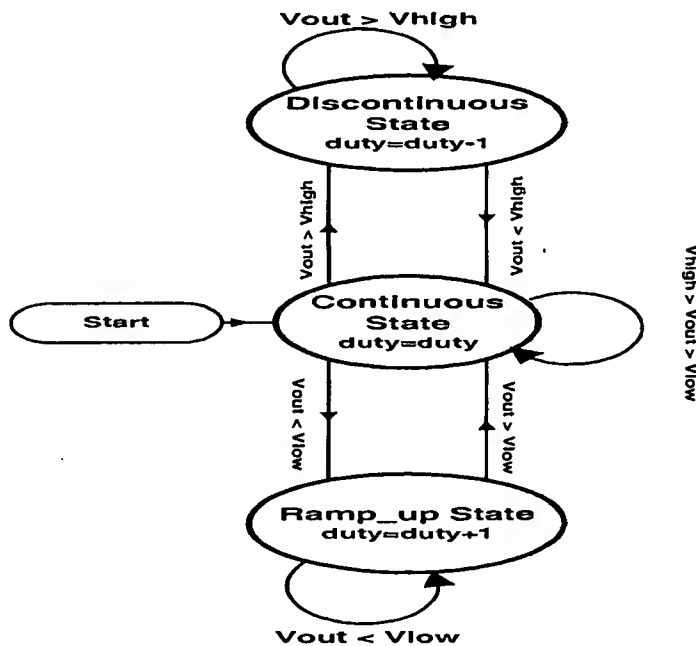 Vout > Vhigh
Discontinuous
State
duty=duty-1
Vout > Vhigh
Vout < Vhigh
Start
Continuous
State
duty=duty
Vhigh > Vout > Vlow
Vout < Vlow
Vout > Vlow
Ramp_up State
duty=duty+1
Vout < Vlow